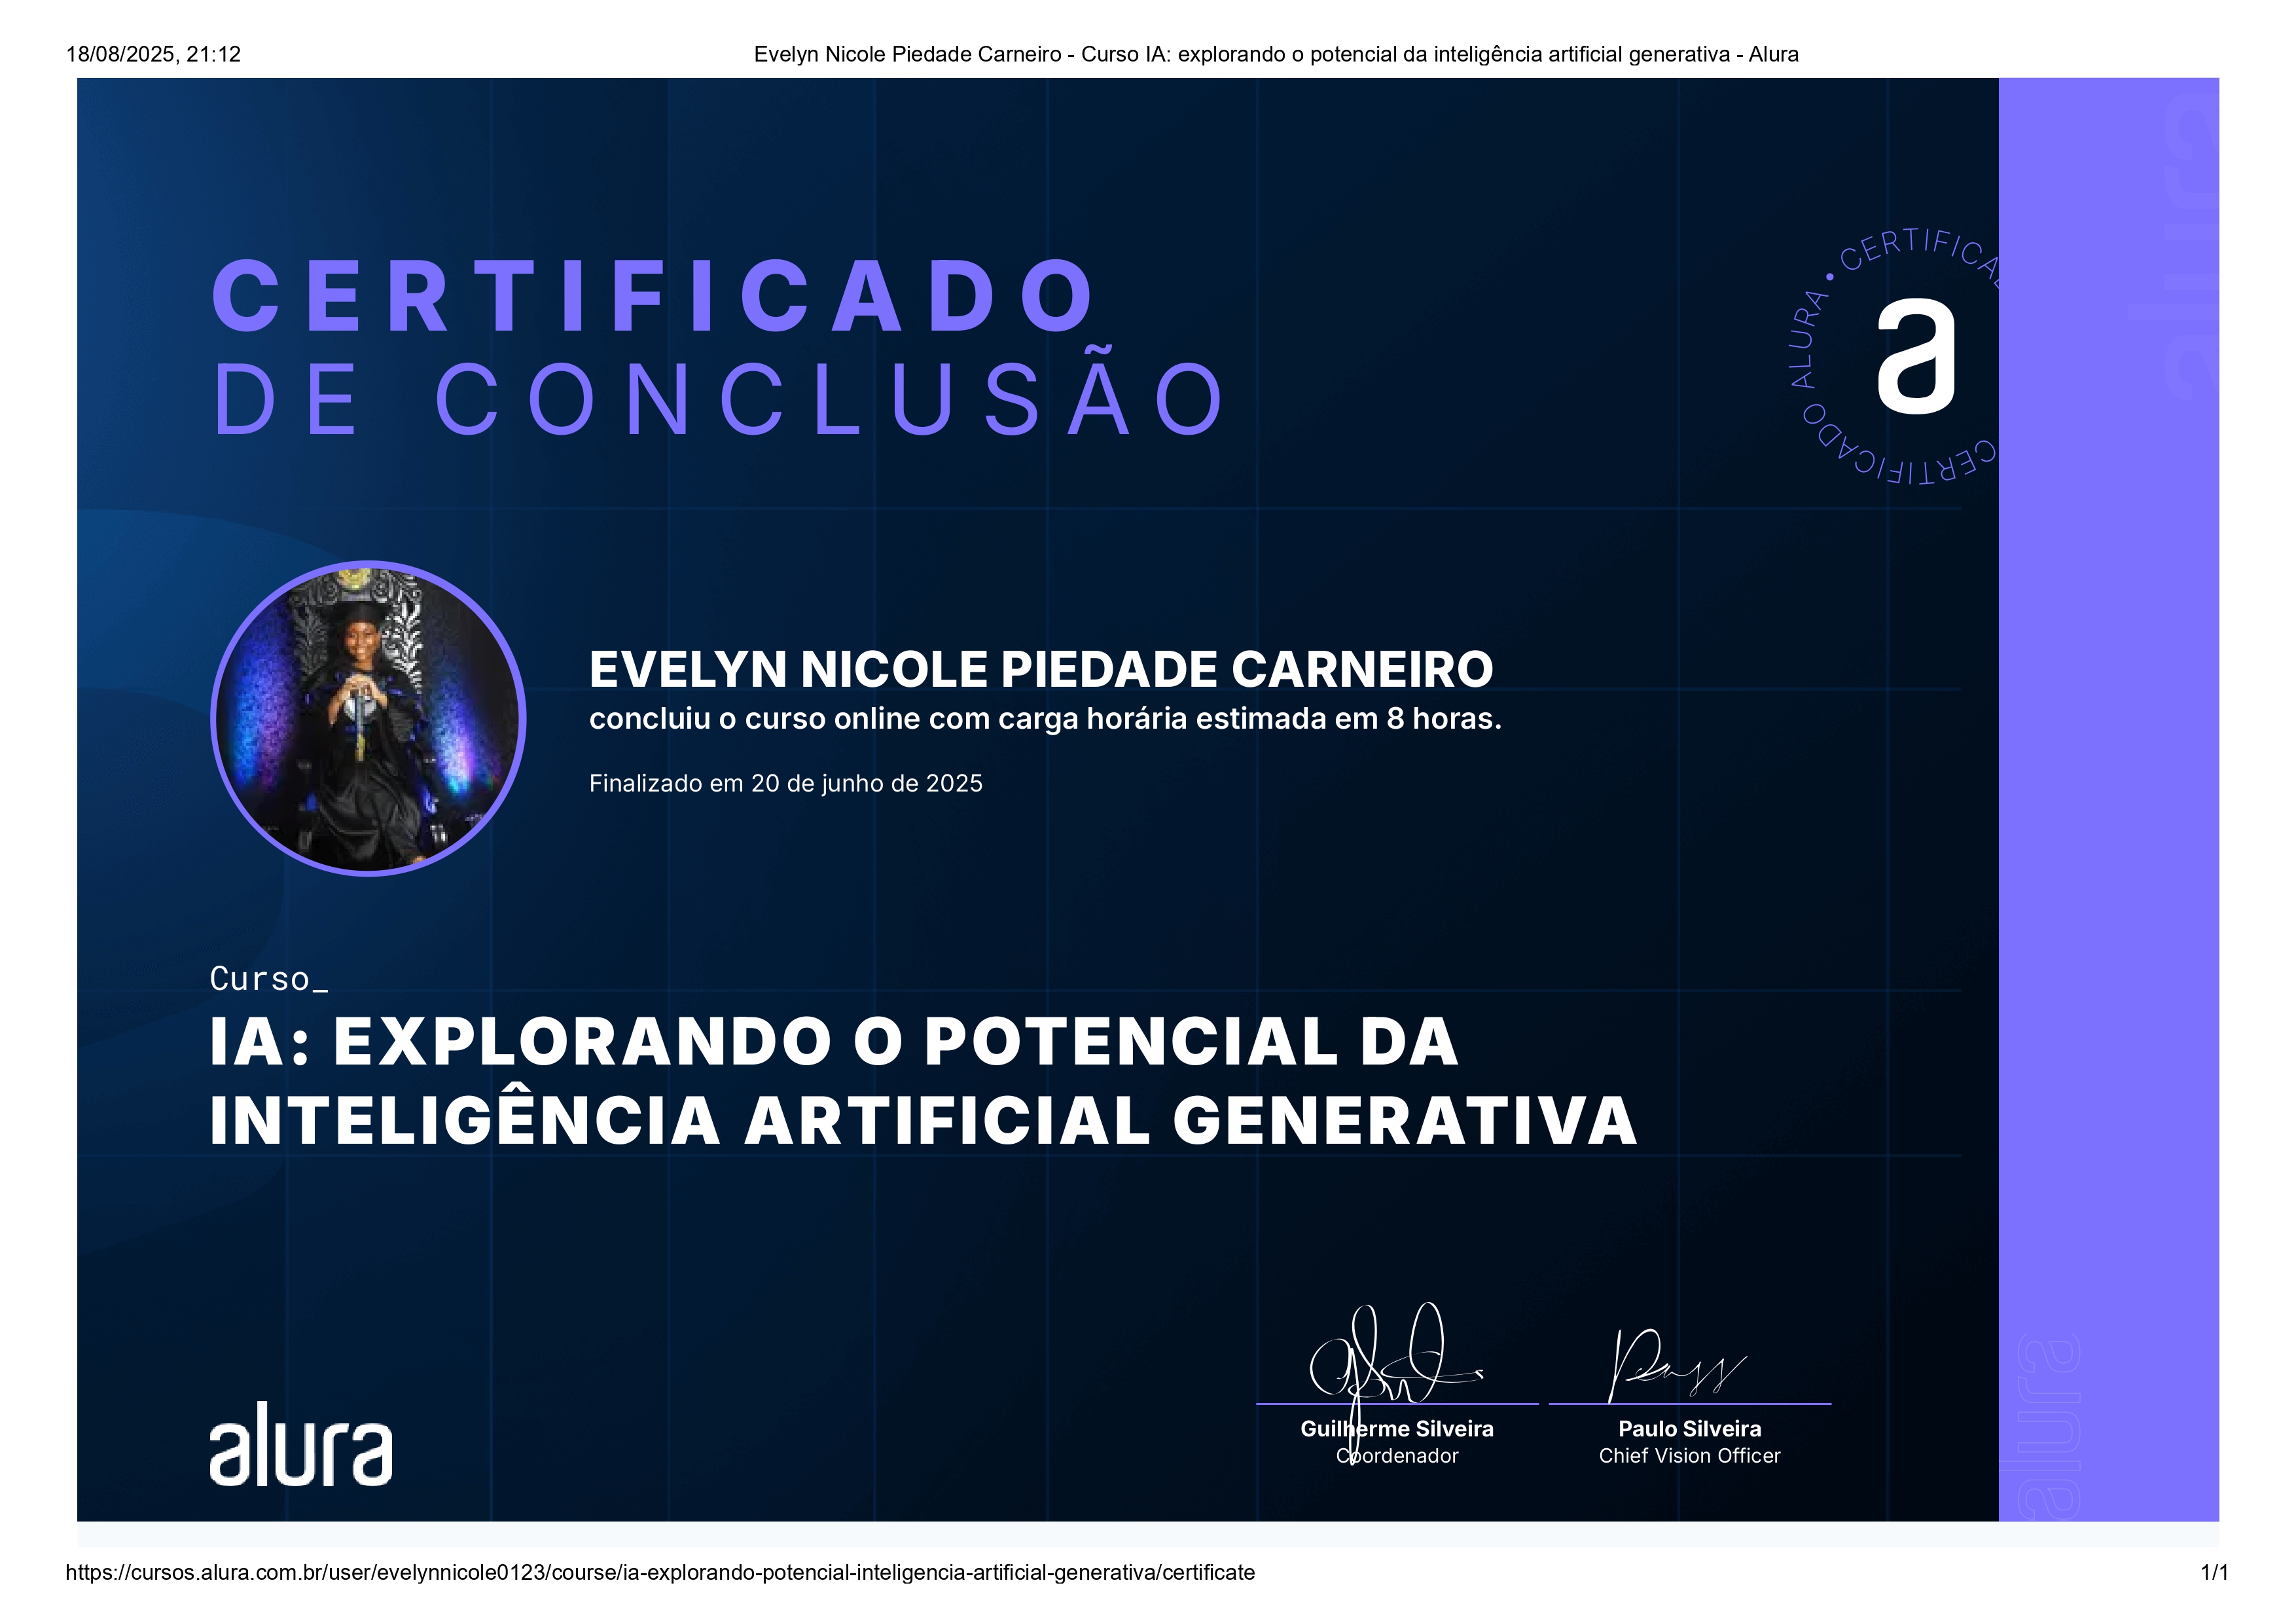 18/08/2025, 21:12
Evelyn Nicole Piedade Carneiro - Curso IA: explorando o potencial da inteligência artificial generativa - Alura
CERTIFICADO
DE CONCLUSÃO
CERTIFICADO ALURA • CERTIFICA
a
alura
EVELYN NICOLE PIEDADE CARNEIRO
concluiu o curso online com carga horária estimada em 8 horas.
Finalizado em 20 de junho de 2025
Curso_
IA: EXPLORANDO O POTENCIAL DA
INTELIGÊNCIA ARTIFICIAL GENERATIVA
Guilherme Silveira
Coordenador
Paulo Silveira
Chief Vision Officer
alura
alura
https://cursos.alura.com.br/user/evelynnicole0123/course/ia-explorando-potencial-inteligencia-artificial-generativa/certificate
1/1